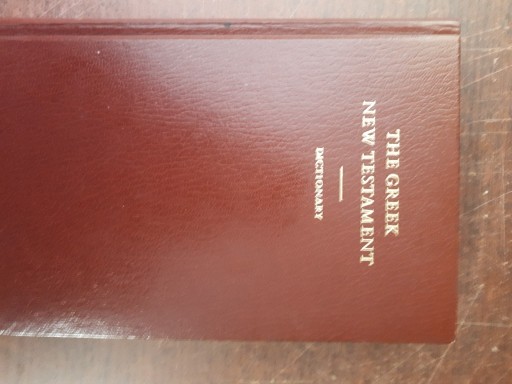 THE GREEK
NEW TESTAMENT
DICTIONARY